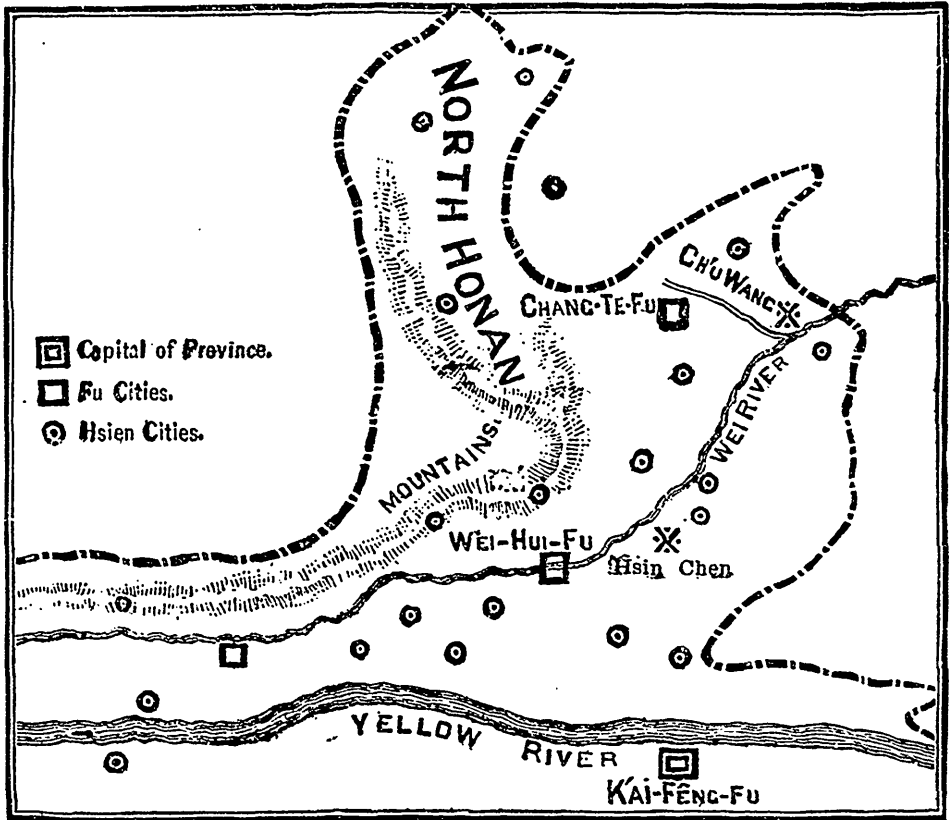 NORTH HONAN
CH'U WANG
CHANG-TE-FU
Capital of Province.
Fu Cities.
Hsien Cities.
WEI RIVER
MOUNTAINS.
WEI-HUI-FU
Hsin Chen
YELLOW RIVER
K'AI-FÊNG-FU